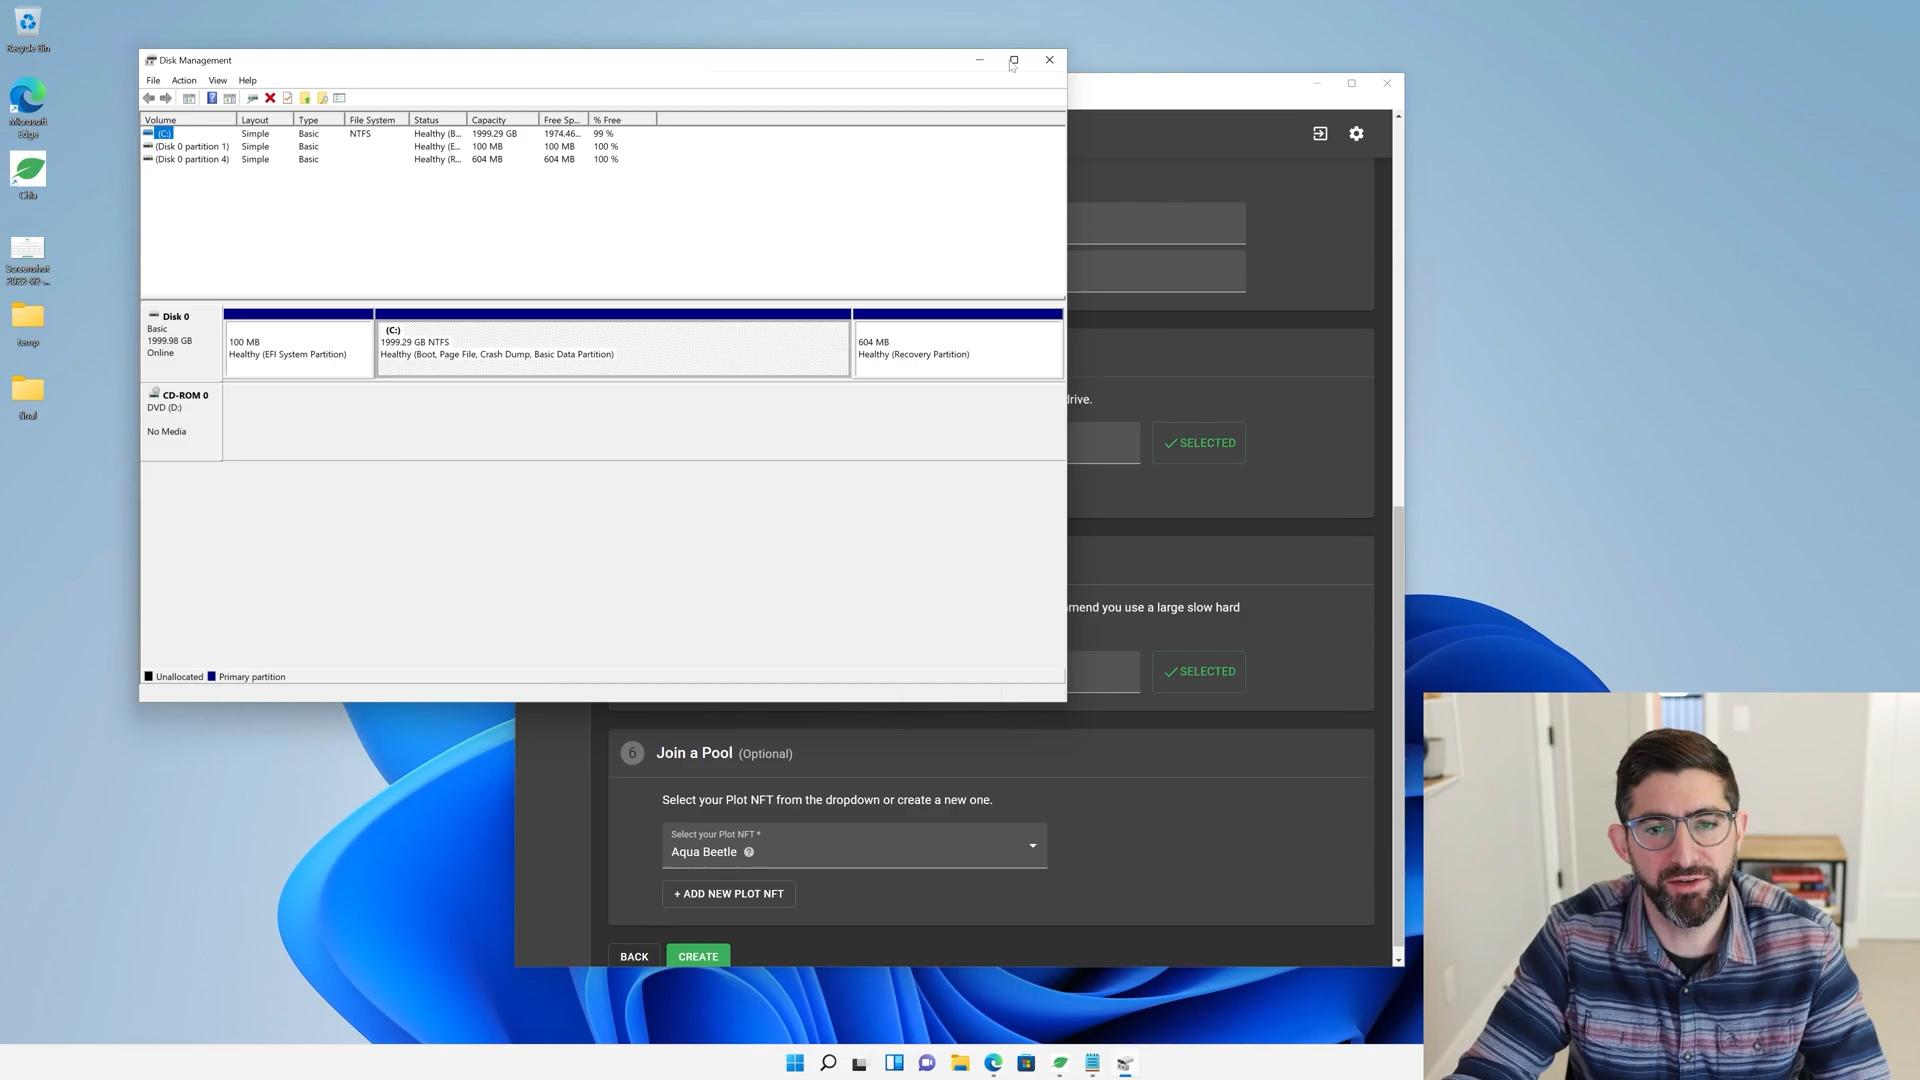 Recycle Bin
Microsoft
Edge
Chia
Screenshot
2022-02-...
temp
final
Disk Management
File Action View Help
Volume Layout Type File System Status Capacity Free Sp... % Free
(C:) Simple Basic NTFS Healthy (B... 1999.29 GB 1974.46... 99 %
(Disk 0 partition 1) Simple Basic Healthy (E... 100 MB 100 MB 100 %
(Disk 0 partition 4) Simple Basic Healthy (R... 604 MB 604 MB 100 %
Disk 0
Basic
1999.98 GB
Online
100 MB
Healthy (EFI System Partition)
(C:)
1999.29 GB NTFS
Healthy (Boot, Page File, Crash Dump, Basic Data Partition)
604 MB
Healthy (Recovery Partition)
CD-ROM 0
DVD (D:)
No Media
Unallocated Primary partition
drive.
SELECTED
mend you use a large slow hard
SELECTED
6 Join a Pool (Optional)
Select your Plot NFT from the dropdown or create a new one.
Select your Plot NFT *
Aqua Beetle
+ ADD NEW PLOT NFT
BACK CREATE